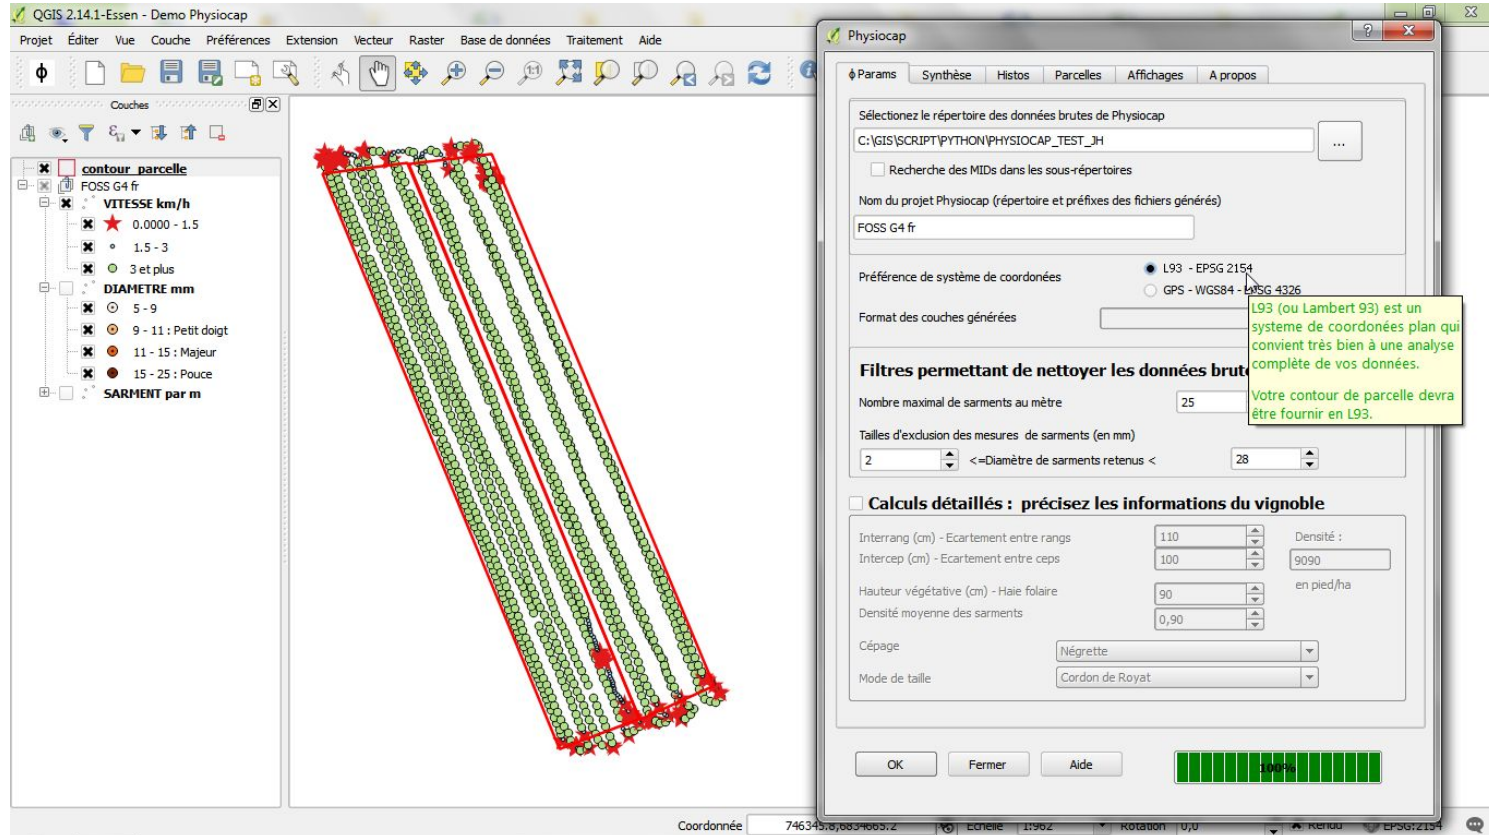 QGIS 2.14.1-Essen - Demo Physiocap
Projet Éditer Vue Couche Préférences Extension Vecteur Raster Base de données Traitement Aide
Couches
contour_parcelle
FOSS G4 fr
VITESSE km/h
0.0000 - 1.5
1.5 - 3
3 et plus
DIAMETRE mm
5 - 9
9 - 11 : Petit doigt
11 - 15 : Majeur
15 - 25 : Pouce
SARMENT par m
Physiocap
ϕ Params Synthèse Histos Parcelles Affichages A propos
Sélectionez le répertoire des données brutes de Physiocap
C:\GIS\SCRIPT\PYTHON\PHYSIOCAP_TEST_JH
...
Recherche des MIDs dans les sous-répertoires
Nom du projet Physiocap (répertoire et préfixes des fichiers générés)
FOSS G4 fr
Préférence de système de coordonées
L93 - EPSG 2154
GPS - WGS84 - EPSG 4326
Format des couches générées
L93 (ou Lambert 93) est un
systeme de coordonées plan qui
convient très bien à une analyse
complète de vos données.
Votre contour de parcelle devra
être fournir en L93.
Filtres permettant de nettoyer les données brut
Nombre maximal de sarments au mètre
25
Tailles d'exclusion des mesures de sarments (en mm)
2 <=Diamètre de sarments retenus < 28
Calculs détaillés : précisez les informations du vignoble
Interrang (cm) - Ecartement entre rangs 110 Densité :
Intercep (cm) - Ecartement entre ceps 100 9090
en pied/ha
Hauteur végétative (cm) - Haie folaire 90
Densité moyenne des sarments 0,90
Cépage Négrette
Mode de taille Cordon de Royat
OK Fermer Aide 100%
Coordonnée 746345.8,6834665.2 Echelle 1:962 Rotation 0,0 Rendu EPSG:2154